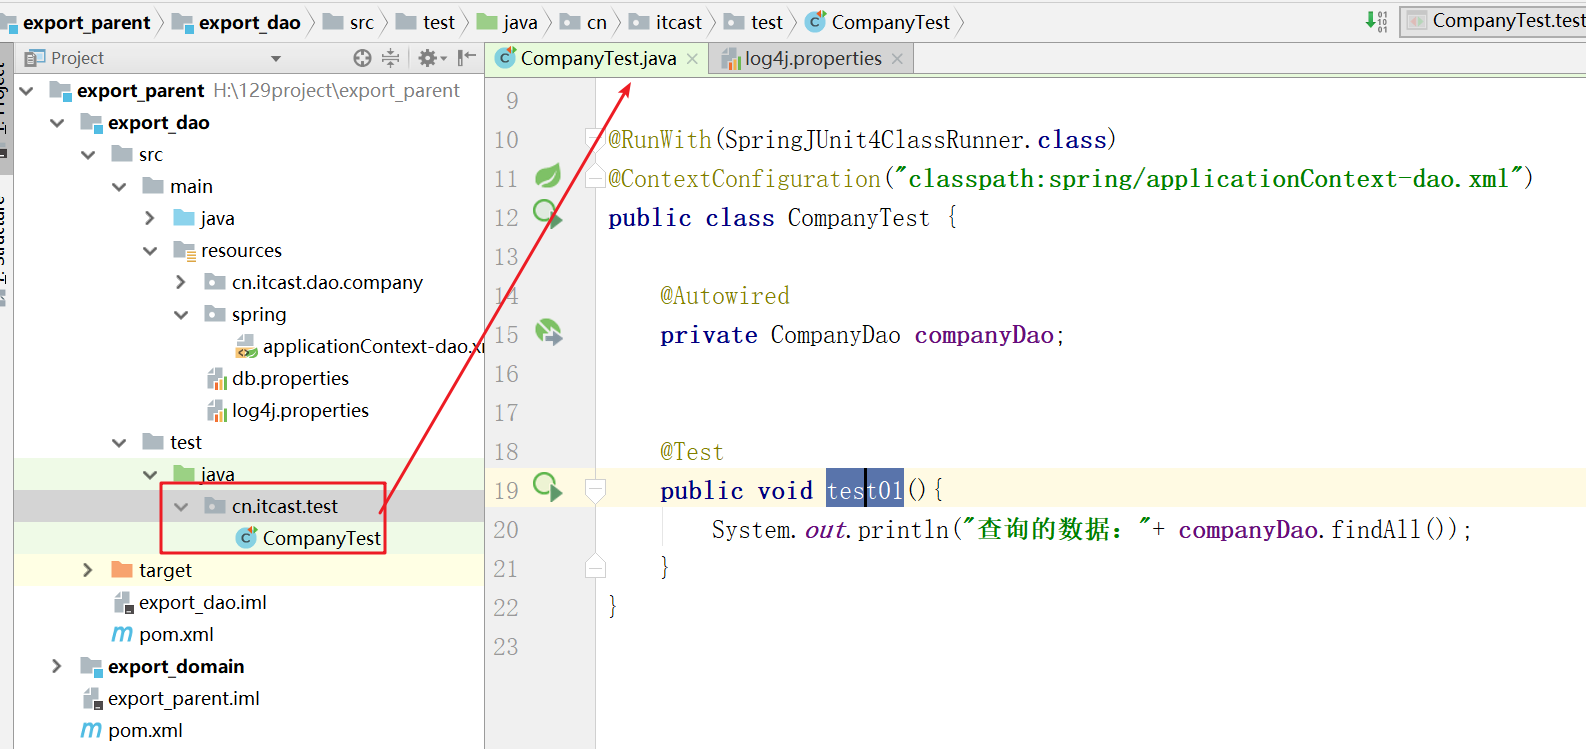 export_parent export_dao src test java cn itcast test CompanyTest CompanyTest.test
Project
CompanyTest.java log4j.properties
export_parent H:\129project\export_parent
export_dao
src
main
java
resources
cn.itcast.dao.company
spring
applicationContext-dao.x
db.properties
log4j.properties
test
java
cn.itcast.test
CompanyTest
target
export_dao.iml
pom.xml
export_domain
export_parent.iml
pom.xml
9
10 @RunWith(SpringJUnit4ClassRunner.class)
11 @ContextConfiguration("classpath:spring/applicationContext-dao.xml")
12 public class CompanyTest {
13
14 @Autowired
15 private CompanyDao companyDao;
16
17
18 @Test
19 public void test01(){
20 System.out.println("查询的数据："+ companyDao.findAll());
21 }
22 }
23